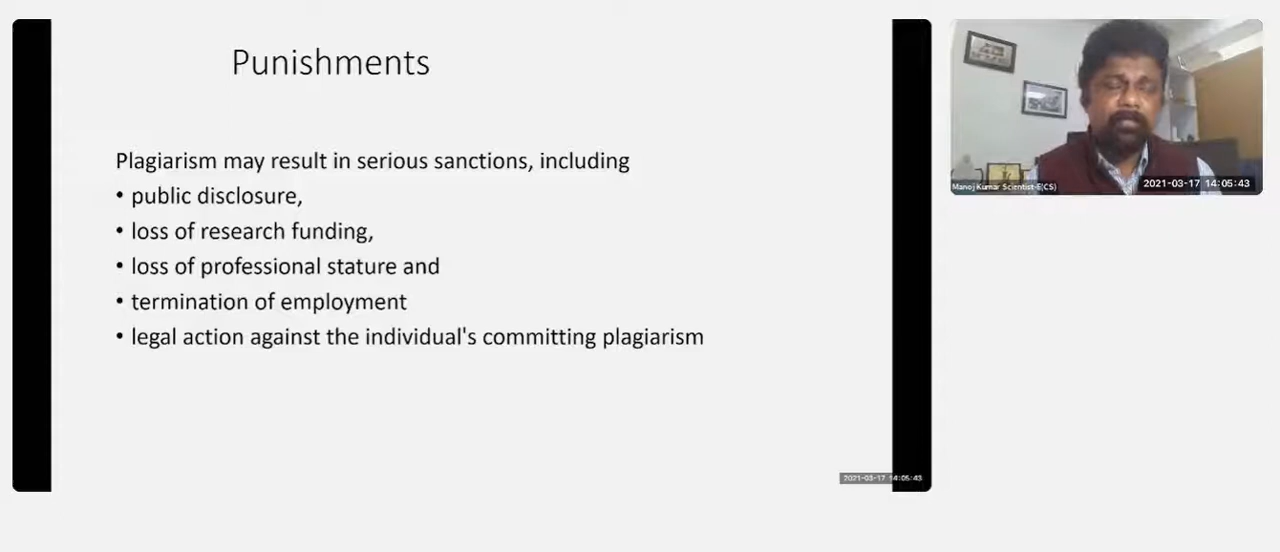 Punishments
Plagiarism may result in serious sanctions, including
• public disclosure,
• loss of research funding,
• loss of professional stature and
• termination of employment
• legal action against the individual's committing plagiarism
2021-03-17 14:05:43
Manoj Kumar Scientist-E(CS)
2021-03-17 14:05:43